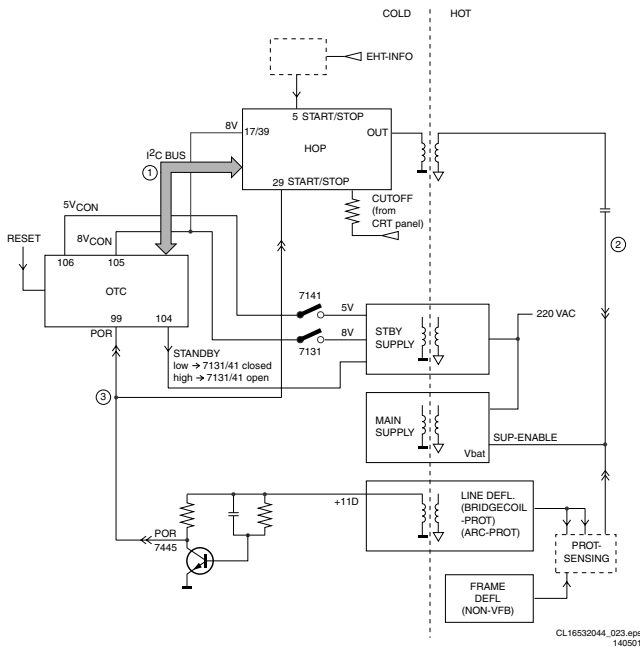 COLD
HOT
EHT-INFO
5 START/STOP
8V
17/39
OUT
HOP
I2C BUS
1
29 START/STOP
CUTOFF
(from
CRT panel)
5VCON
8VCON
2
RESET
106
105
OTC
7141
5V
220 VAC
STBY
SUPPLY
99
104
8V
POR
7131
STANDBY
low → 7131/41 closed
high → 7131/41 open
3
MAIN
SUPPLY
SUP-ENABLE
Vbat
+11D
LINE DEFL.
(BRIDGECOIL
-PROT)
(ARC-PROT)
POR
7445
PROT-
SENSING
FRAME
DEFL
(NON-VFB)
CL16532044_023.eps
140501